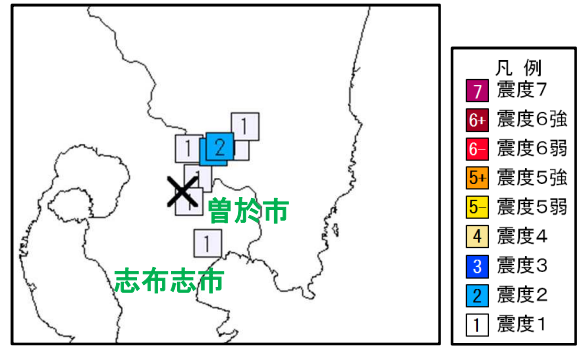 1
1
2
1
1
1
曽於市
志布志市
凡 例
7 震度7
6+ 震度6強
6- 震度6弱
5+ 震度5強
5- 震度5弱
4 震度4
3 震度3
2 震度2
1 震度1